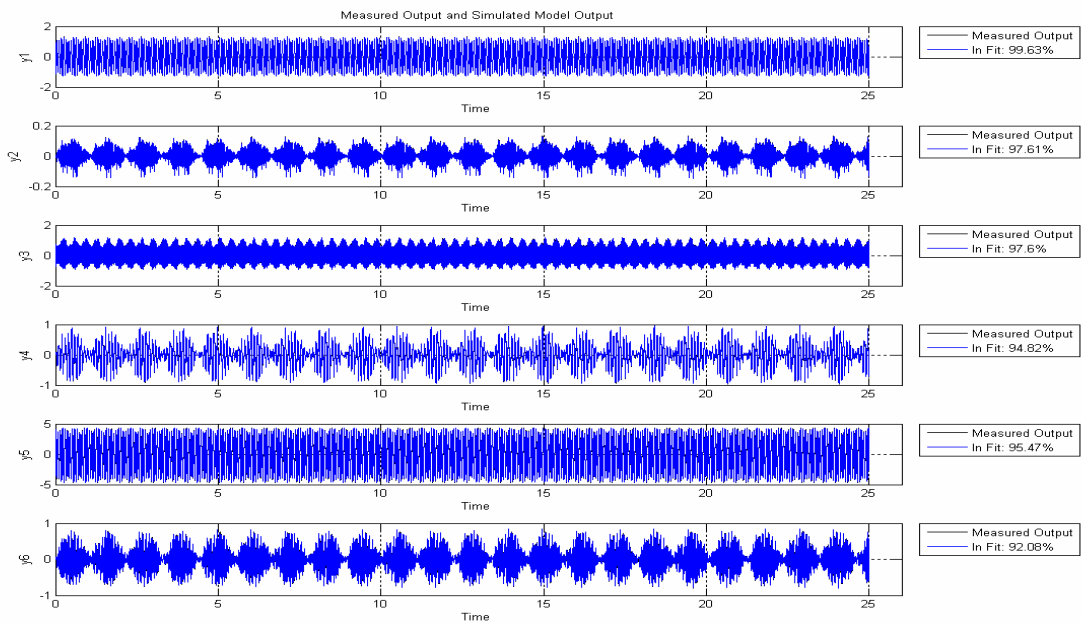 Measured Output and Simulated Model Output
2
0
-2
y1
0 5 10 15 20 25
Time
Measured Output
In Fit: 99.63%
0.2
0
-0.2
y2
0 5 10 15 20 25
Time
Measured Output
In Fit: 97.61%
2
0
-2
y3
0 5 10 15 20 25
Time
Measured Output
In Fit: 97.6%
1
0
-1
y4
0 5 10 15 20 25
Time
Measured Output
In Fit: 94.82%
5
0
-5
y5
0 5 10 15 20 25
Time
Measured Output
In Fit: 95.47%
1
0
-1
y6
0 5 10 15 20 25
Time
Measured Output
In Fit: 92.08%